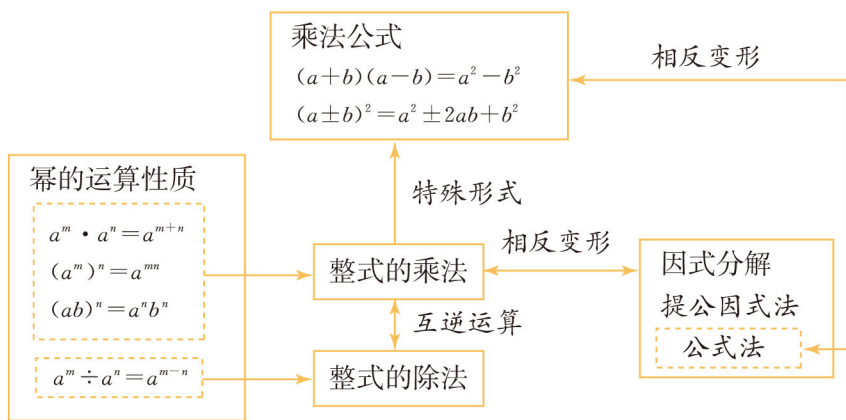 乘法公式
(a+b)(a-b)=a²-b²
(a±b)²=a²±2ab+b²
相反变形
特殊形式
幂的运算性质
aᵐ·aⁿ=aᵐ⁺ⁿ
(aᵐ)ⁿ=aᵐⁿ
(ab)ⁿ=aⁿbⁿ
aᵐ÷aⁿ=aᵐ⁻ⁿ
整式的乘法
相反变形
互逆运算
整式的除法
因式分解
提公因式法
公式法